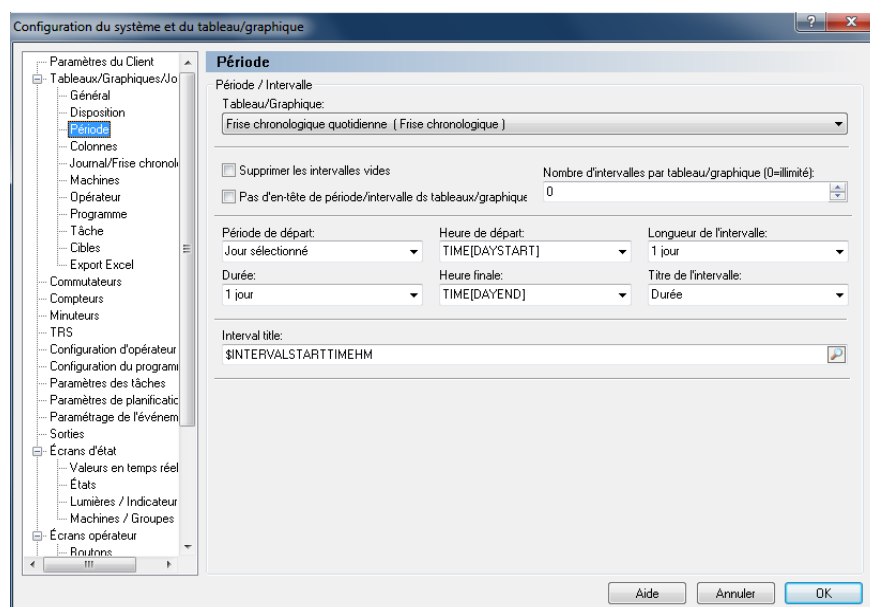 Configuration du système et du tableau/graphique
Paramètres du Client
Tableaux/Graphiques/Jo
Général
Disposition
Période
Colonnes
Journal/Frise chronol
Machines
Opérateur
Programme
Tâche
Cibles
Export Excel
Commutateurs
Compteurs
Minuteurs
TRS
Configuration d'opérateur
Configuration du program
Paramètres des tâches
Paramètres de planificatic
Paramétrage de l'événem
Sorties
Écrans d'état
Valeurs en temps réel
États
Lumières / Indicateur
Machines / Groupes
Écrans opérateur
Boutons
Période
Période / Intervalle
Tableau/Graphique:
Frise chronologique quotidienne ( Frise chronologique )
Supprimer les intervalles vides
Pas d'en-tête de période/intervalle ds tableaux/graphique
Nombre d'intervalles par tableau/graphique (0=illimité):
0
Période de départ: Heure de départ: Longueur de l'intervalle:
Jour sélectionné TIME[DAYSTART] 1 jour
Durée: Heure finale: Titre de l'intervalle:
1 jour TIME[DAYEND] Durée
Interval title:
$INTERVALSTARTTIMEHM
Aide Annuler OK